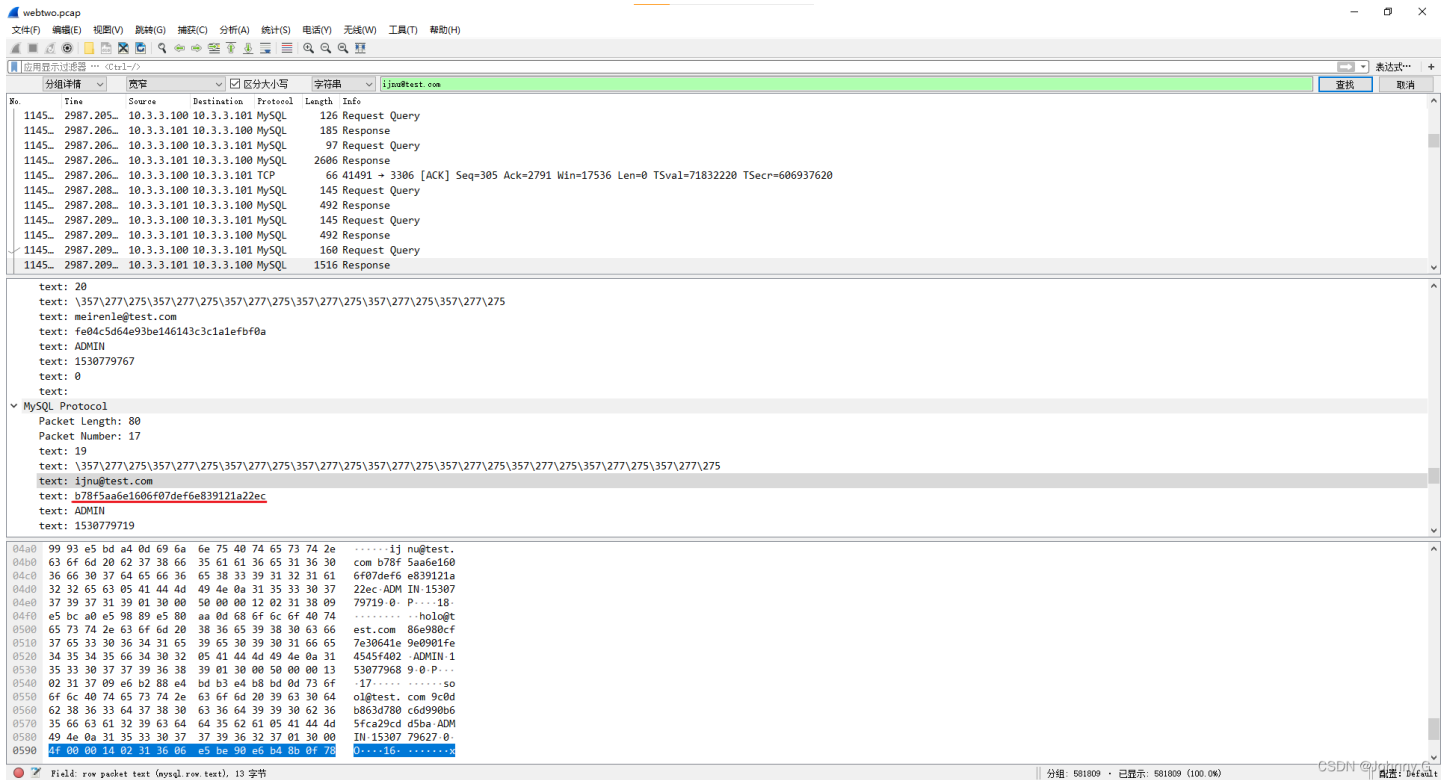 webtwo.pcap
文件(F) 编辑(E) 视图(V) 跳转(G) 捕获(C) 分析(A) 统计(S) 电话(Y) 无线(W) 工具(T) 帮助(H)
应用显示过滤器 … <Ctrl-/> 表达式… +
分组详情 宽窄 区分大小写 字符串 ijnu@test.com 查找 取消
No. Time Source Destination Protocol Length Info
1145… 2987.205… 10.3.3.100 10.3.3.101 MySQL 126 Request Query
1145… 2987.206… 10.3.3.101 10.3.3.100 MySQL 185 Response
1145… 2987.206… 10.3.3.100 10.3.3.101 MySQL 97 Request Query
1145… 2987.206… 10.3.3.101 10.3.3.100 MySQL 2606 Response
1145… 2987.206… 10.3.3.100 10.3.3.101 TCP 66 41491 → 3306 [ACK] Seq=305 Ack=2791 Win=17536 Len=0 TSval=71832220 TSecr=606937620
1145… 2987.208… 10.3.3.100 10.3.3.101 MySQL 145 Request Query
1145… 2987.208… 10.3.3.101 10.3.3.100 MySQL 492 Response
1145… 2987.209… 10.3.3.100 10.3.3.101 MySQL 145 Request Query
1145… 2987.209… 10.3.3.101 10.3.3.100 MySQL 492 Response
1145… 2987.209… 10.3.3.100 10.3.3.101 MySQL 160 Request Query
1145… 2987.209… 10.3.3.101 10.3.3.100 MySQL 1516 Response
text: 20
text: \357\277\275\357\277\275\357\277\275\357\277\275\357\277\275\357\277\275
text: meirenle@test.com
text: fe04c5d64e93be146143c3c1a1efbf0a
text: ADMIN
text: 1530779767
text: 0
text:
MySQL Protocol
Packet Length: 80
Packet Number: 17
text: 19
text: \357\277\275\357\277\275\357\277\275\357\277\275\357\277\275\357\277\275\357\277\275\357\277\275\357\277\275
text: ijnu@test.com
text: b78f5aa6e1606f07def6e839121a22ec
text: ADMIN
text: 1530779719
04a0 99 93 e5 bd a4 0d 69 6a 6e 75 40 74 65 73 74 2e ······ij nu@test.
04b0 63 6f 6d 20 62 37 38 66 35 61 61 36 65 31 36 30 com b78f 5aa6e160
04c0 36 66 30 37 64 65 66 36 65 38 33 39 31 32 31 61 6f07def6 e839121a
04d0 32 32 65 63 05 41 44 4d 49 4e 0a 31 35 33 30 37 22ec·ADM IN·15307
04e0 37 39 37 31 39 01 30 00 50 00 00 12 02 31 38 09 79719·0· P····18·
04f0 e5 bc a0 e5 98 89 e5 80 aa 0d 68 6f 6c 6f 40 74 ········ ··holo@t
0500 65 73 74 2e 63 6f 6d 20 38 36 65 39 38 30 63 66 est.com 86e980cf
0510 37 65 33 30 36 34 31 65 39 65 30 39 30 31 66 65 7e30641e 9e0901fe
0520 34 35 34 35 66 34 30 32 05 41 44 4d 49 4e 0a 31 4545f402 ·ADMIN·1
0530 35 33 30 37 37 39 36 38 39 01 30 00 50 00 00 13 53077968 9·0·P···
0540 02 31 37 09 e6 b2 88 e4 bd b3 e4 b8 bd 0d 73 6f ·17····· ······so
0550 6f 6c 40 74 65 73 74 2e 63 6f 6d 20 39 63 30 64 ol@test. com 9c0d
0560 62 38 36 33 64 37 38 30 63 36 64 39 39 30 62 36 b863d780 c6d990b6
0570 35 66 63 61 32 39 63 64 64 35 62 61 05 41 44 4d 5fca29cd d5ba·ADM
0580 49 4e 0a 31 35 33 30 37 37 39 36 32 37 01 30 00 IN·15307 79627·0·
0590 4f 00 00 14 02 31 36 06 e5 be 90 e6 b4 8b 0f 78 O····16· ·······x
Field: row packet text (mysql.row.text), 13 字节 分组: 581809 · 已显示: 581809 (100.0%) 配置: Default
CSDN @Johnny.G